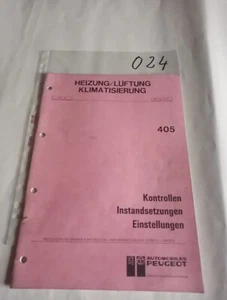 024
HEIZUNG/LÜFTUNG
KLIMATISIERUNG
405
Kontrollen
Instandsetzungen
Einstellungen
AUTOMOBILES
PEUGEOT